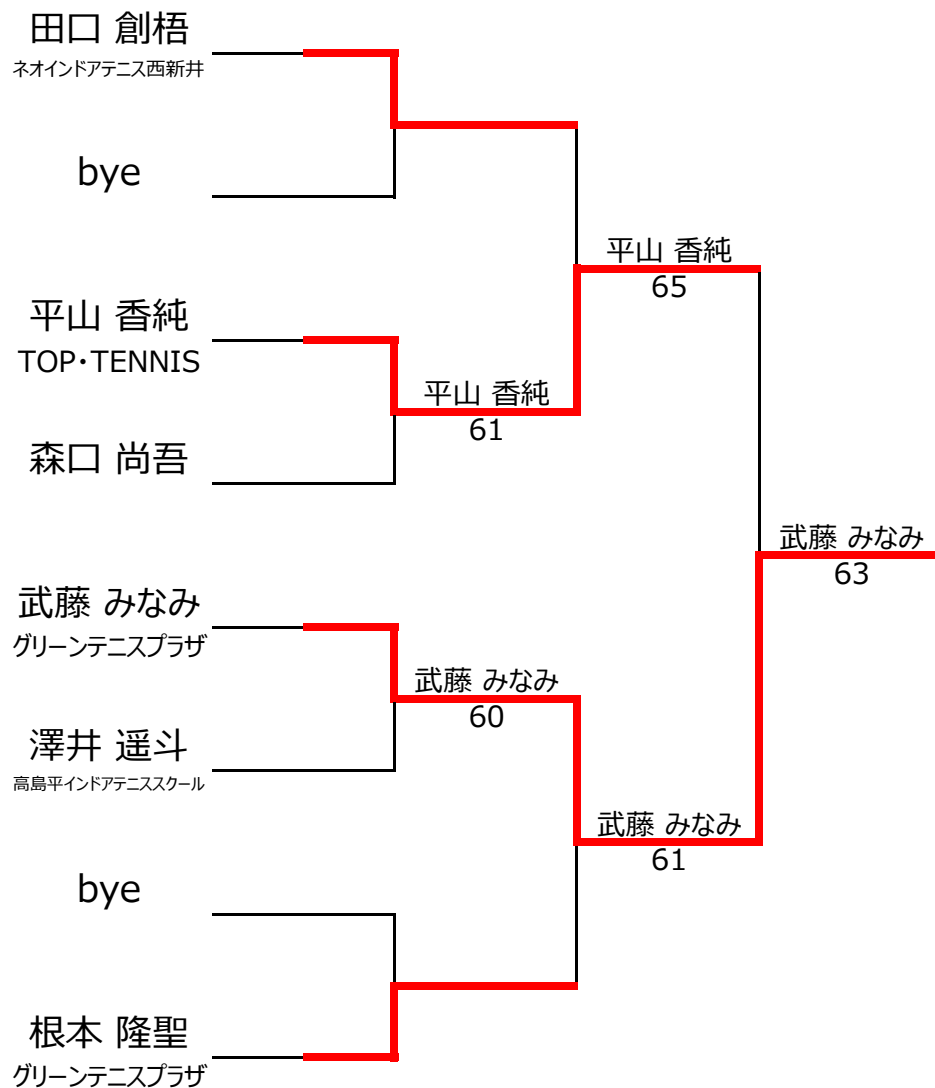 田口 創梧
ネオインドアテニス西新井
bye
平山 香純
65
平山 香純
TOP・TENNIS
平山 香純
61
森口 尚吾
武藤 みなみ
63
武藤 みなみ
グリーンテニスプラザ
武藤 みなみ
60
澤井 遥斗
高島平インドアテニススクール
武藤 みなみ
61
bye
根本 隆聖
グリーンテニスプラザ